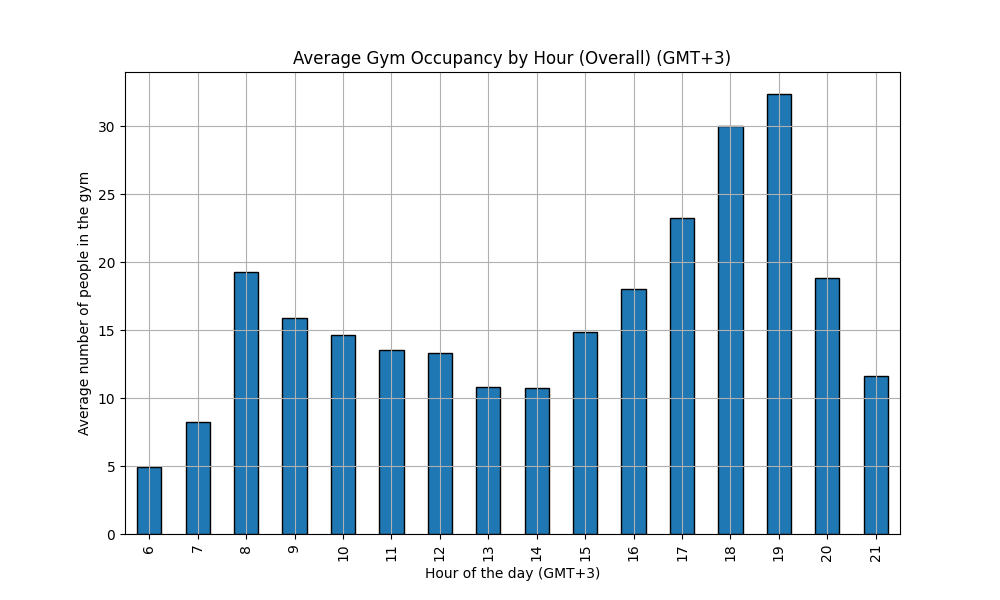 Average Gym Occupancy by Hour (Overall) (GMT+3)
Average number of people in the gym
30
25
20
15
10
5
0
6 7 8 9 10 11 12 13 14 15 16 17 18 19 20 21
Hour of the day (GMT+3)